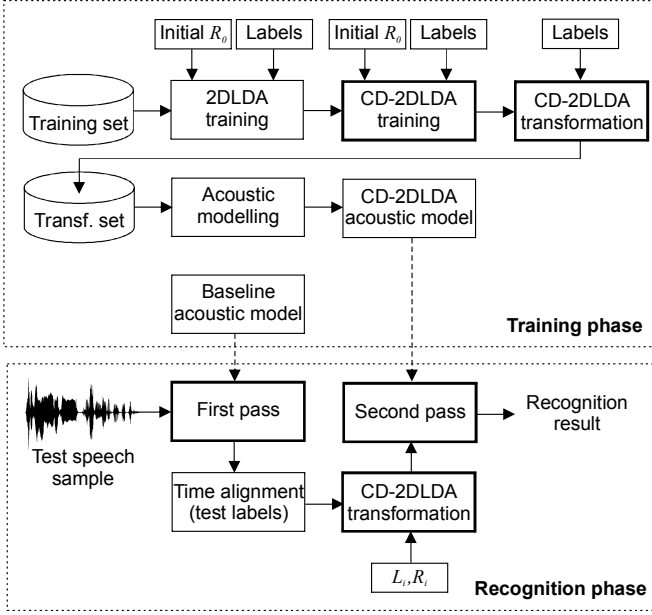 Initial R0
Labels
Initial R0
Labels
Labels
Training set
2DLDA
training
CD-2DLDA
training
CD-2DLDA
transformation
Transf. set
Acoustic
modelling
CD-2DLDA
acoustic model
Baseline
acoustic model
Training phase
Test speech
sample
First pass
Second pass
Recognition
result
Time alignment
(test labels)
CD-2DLDA
transformation
Li,Ri
Recognition phase